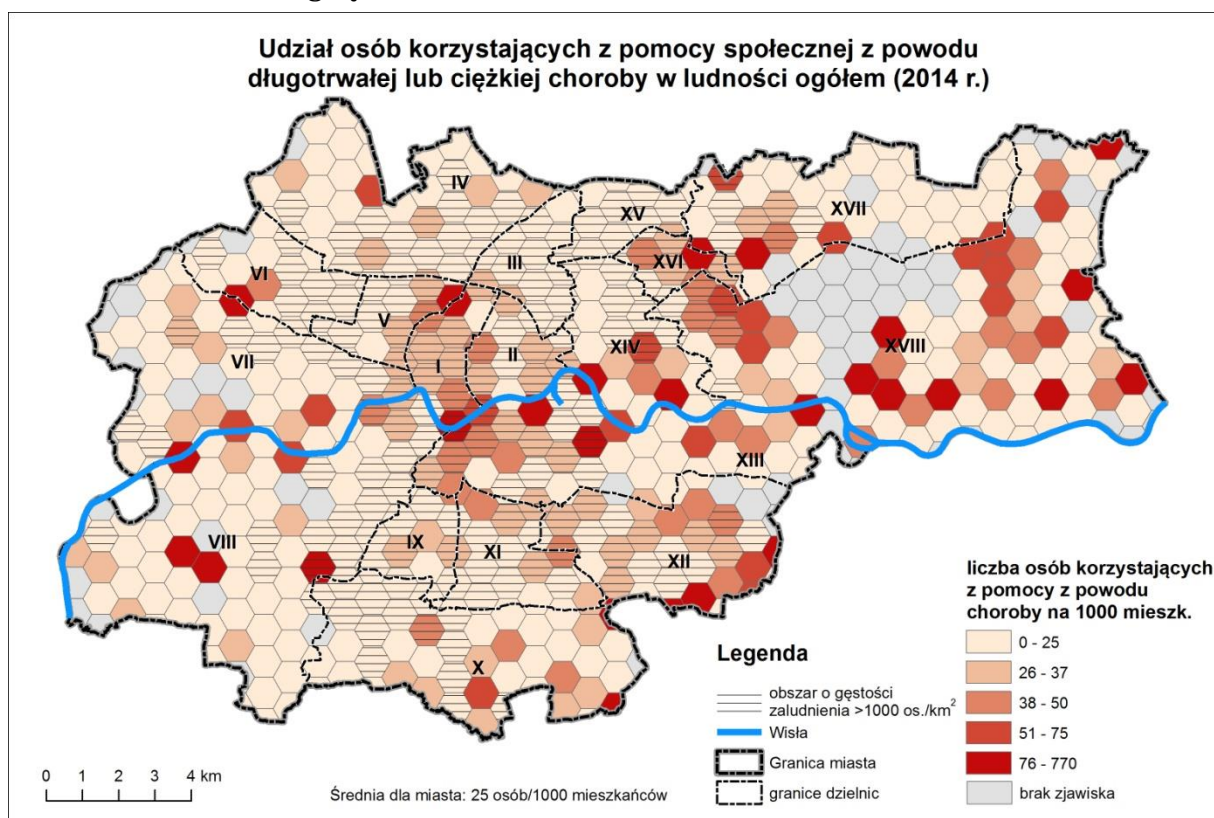 Udział osób korzystających z pomocy społecznej z powodu
długotrwałej lub ciężkiej choroby w ludności ogółem (2014 r.)
IV
XV
XVII
III
XVI
VI
V
VII
I
II
XIV
XVIII
XIII
VIII
IX
XI
XII
X
liczba osób korzystających
z pomocy z powodu
choroby na 1000 mieszk.
0 - 25
26 - 37
38 - 50
51 - 75
76 - 770
brak zjawiska
Legenda
obszar o gęstości
zaludnienia >1000 os./km²
Wisła
Granica miasta
granice dzielnic
0 1 2 3 4 km
Średnia dla miasta: 25 osób/1000 mieszkańców